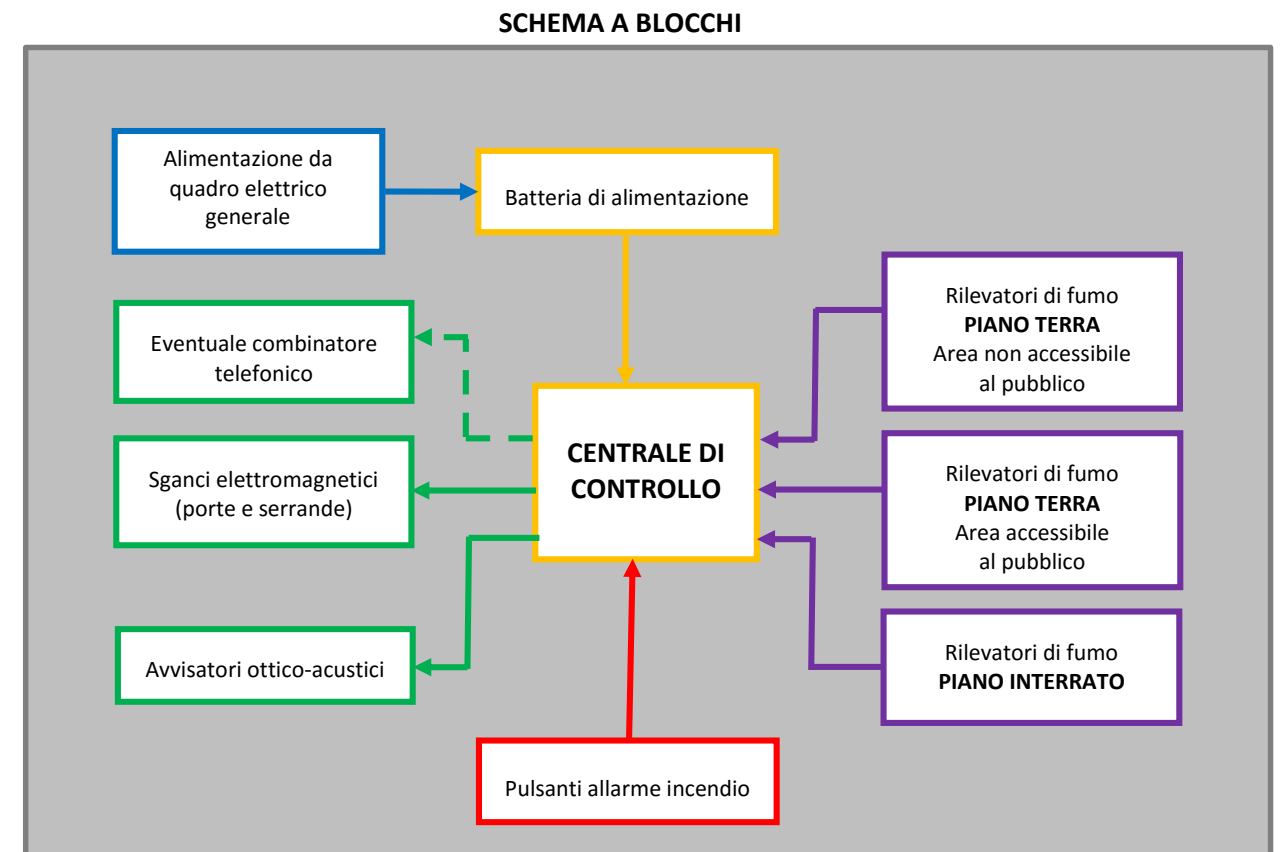 SCHEMA A BLOCCHI
Alimentazione da
quadro elettrico
generale
Batteria di alimentazione
Eventuale combinatore
telefonico
Sganci elettromagnetici
(porte e serrande)
Avvisatori ottico-acustici
CENTRALE DI
CONTROLLO
Pulsanti allarme incendio
Rilevatori di fumo
PIANO TERRA
Area non accessibile
al pubblico
Rilevatori di fumo
PIANO TERRA
Area accessibile
al pubblico
Rilevatori di fumo
PIANO INTERRATO